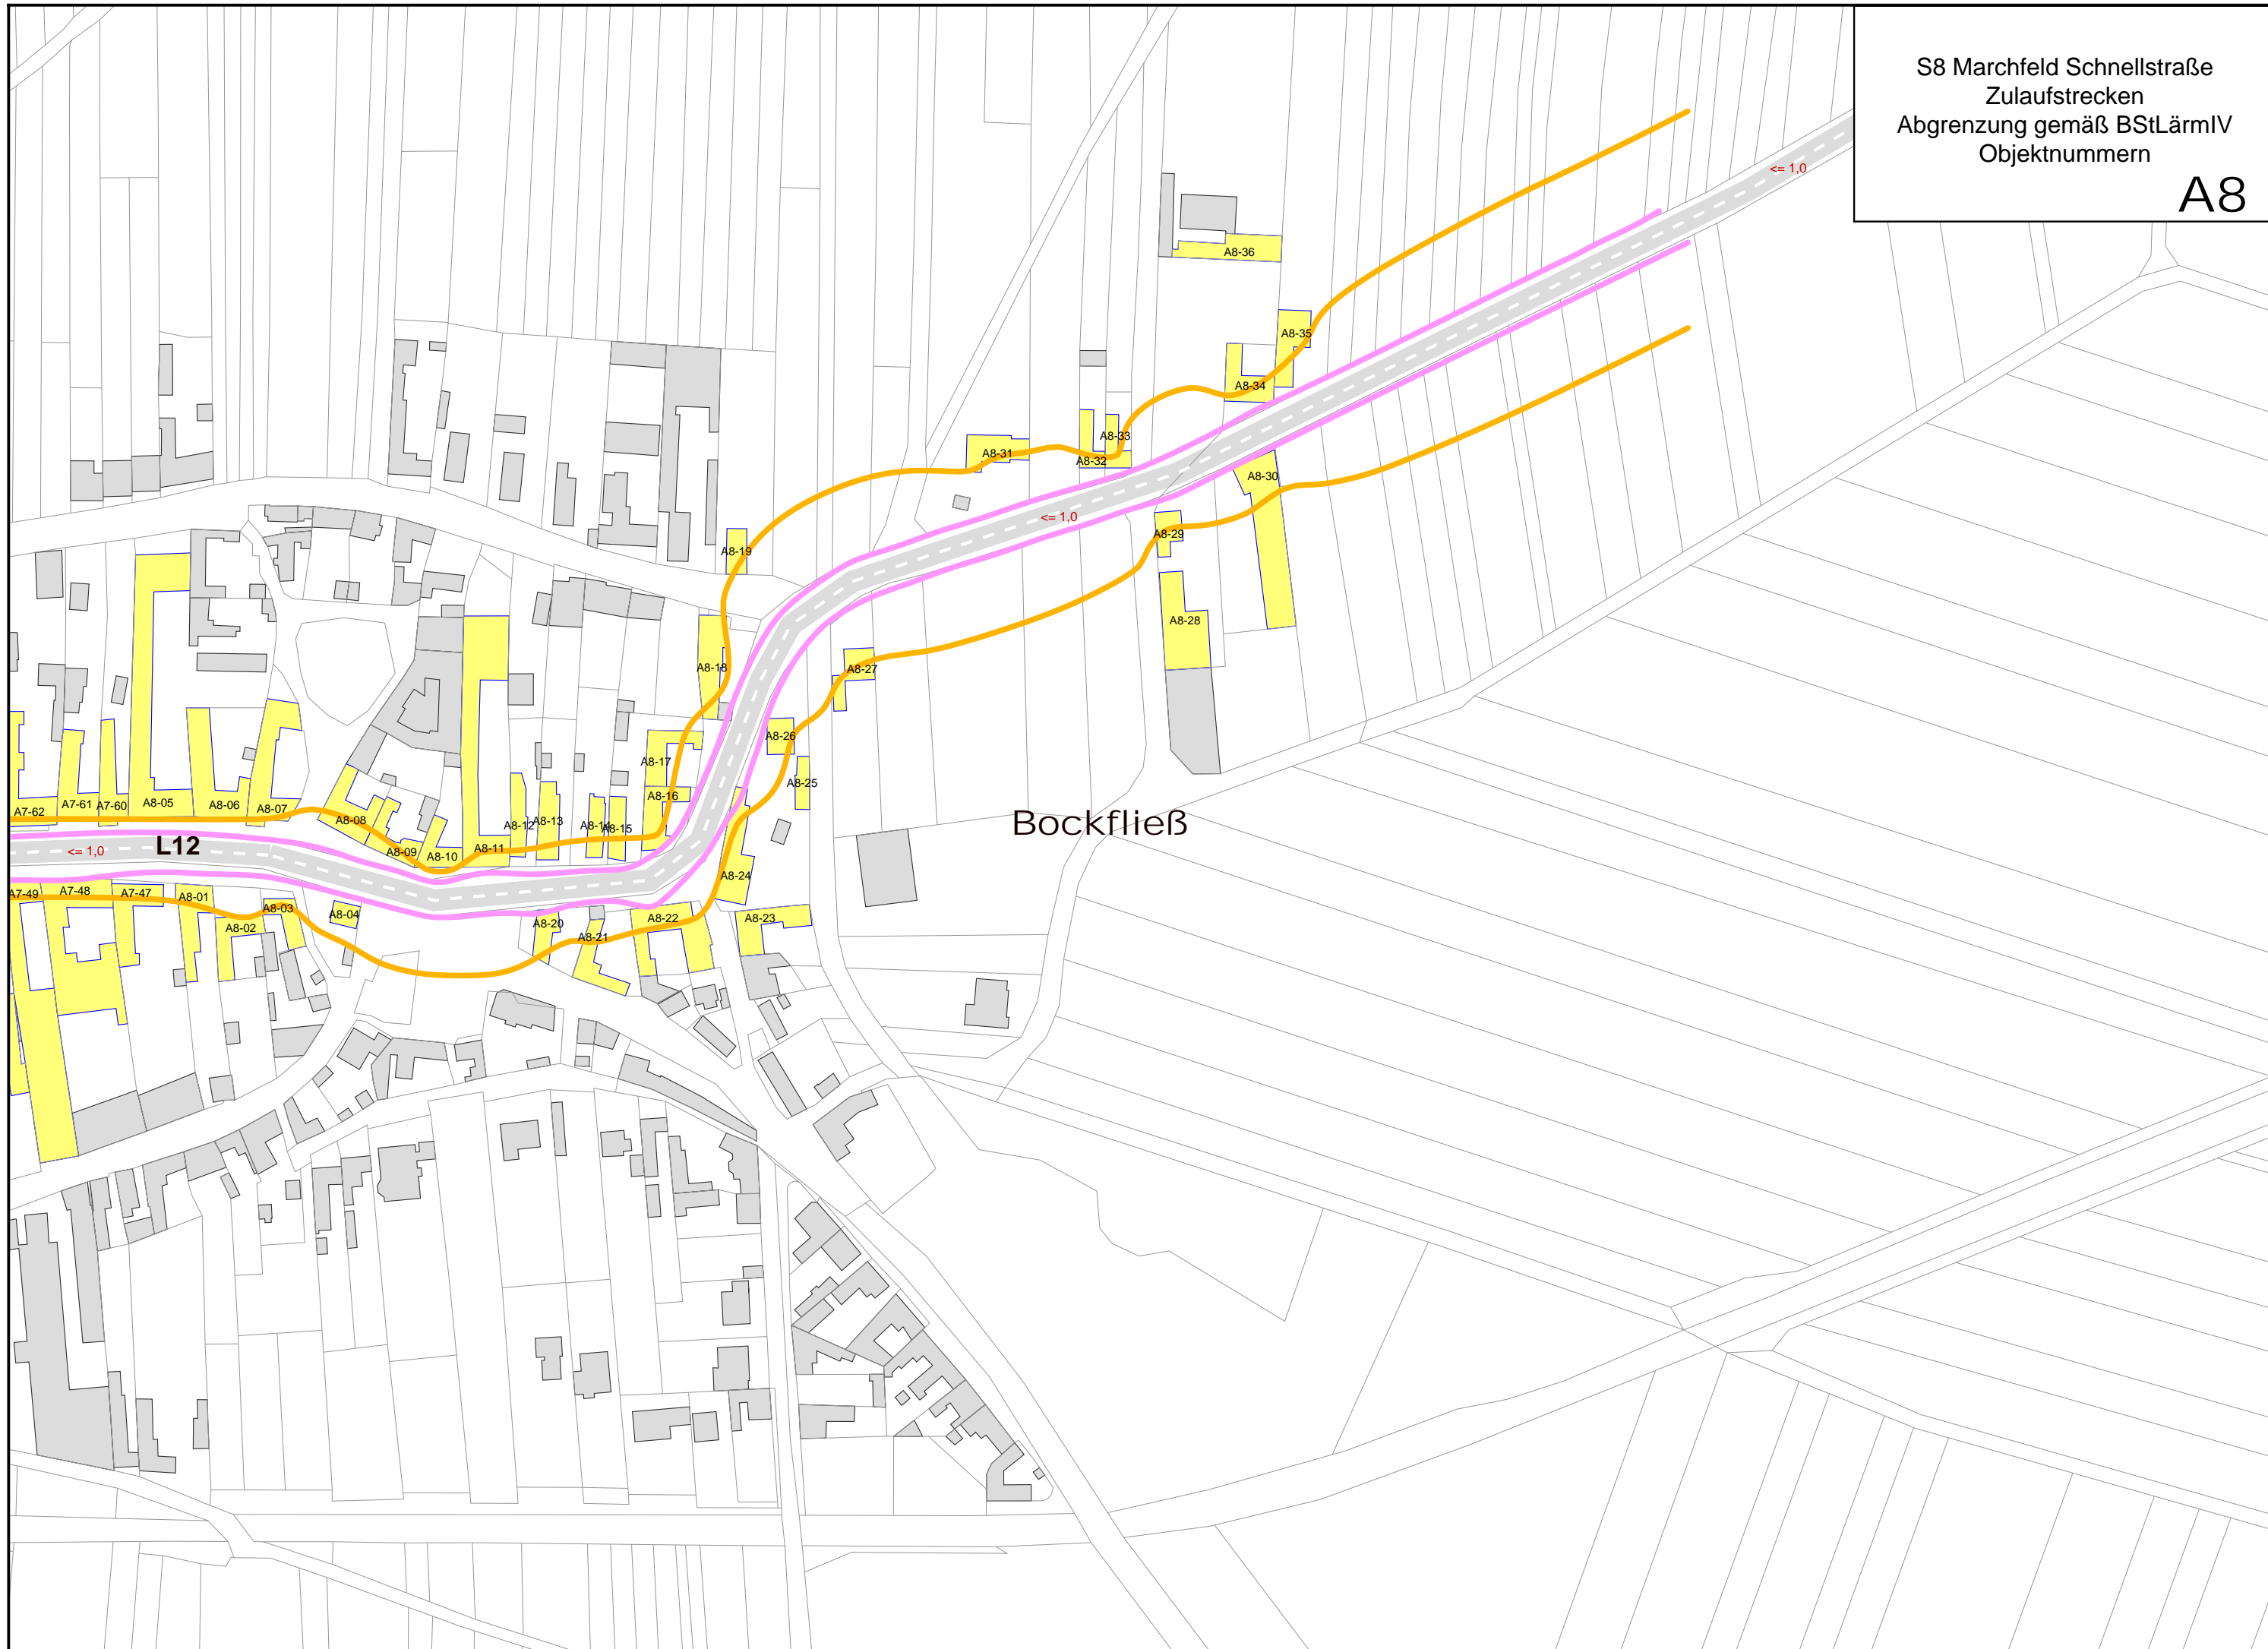 S8 Marchfeld Schnellstraße
Zulaufstrecken
Abgrenzung gemäß BStLärmIV
Objektnummern
A8
<= 1,0
A8-36
A8-35
A8-34
A8-33
A8-31
A8-32
A8-30
<= 1,0
A8-29
A8-19
A8-28
A8-18
A8-27
A8-26
A8-17
A8-25
A8-16
A7-62
A7-61
A7-60
A8-05
A8-06
A8-07
A8-08
A8-12
A8-13
A8-14
A8-15
Bockfließ
<= 1,0
L12
A8-09
A8-10
A8-11
A8-24
A7-49
A7-48
A7-47
A8-01
A8-03
A8-04
A8-02
A8-20
A8-22
A8-23
A8-21